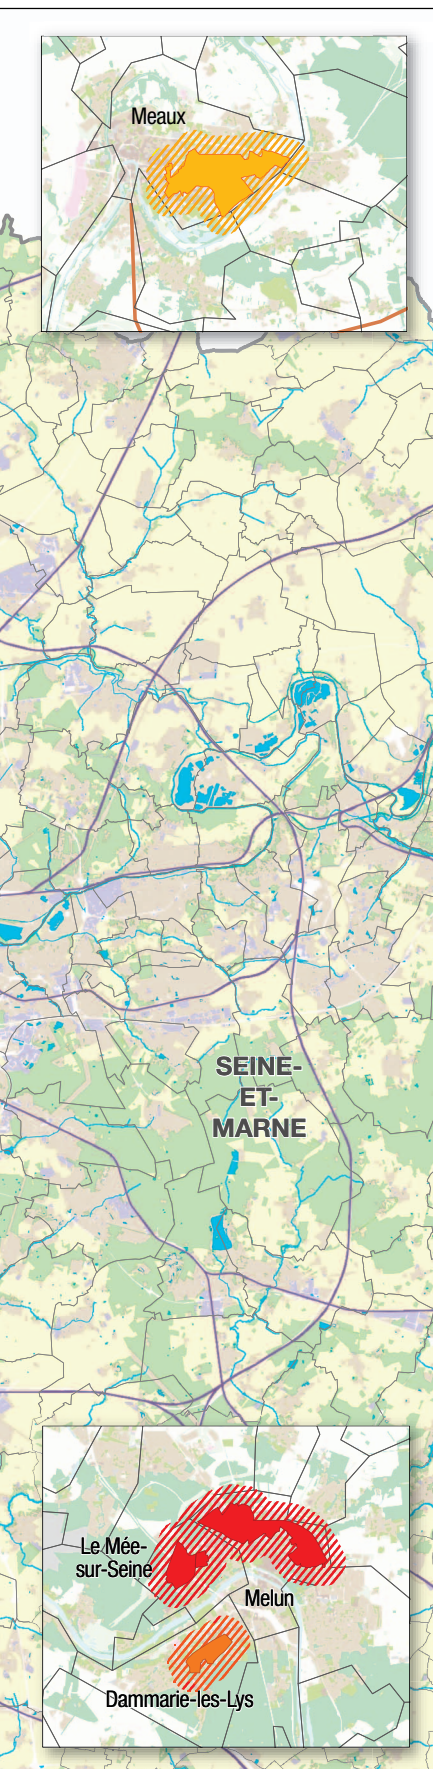 Meaux
SEINE-
ET-
MARNE
Le Mée-
sur-Seine
Melun
Dammarie-les-Lys